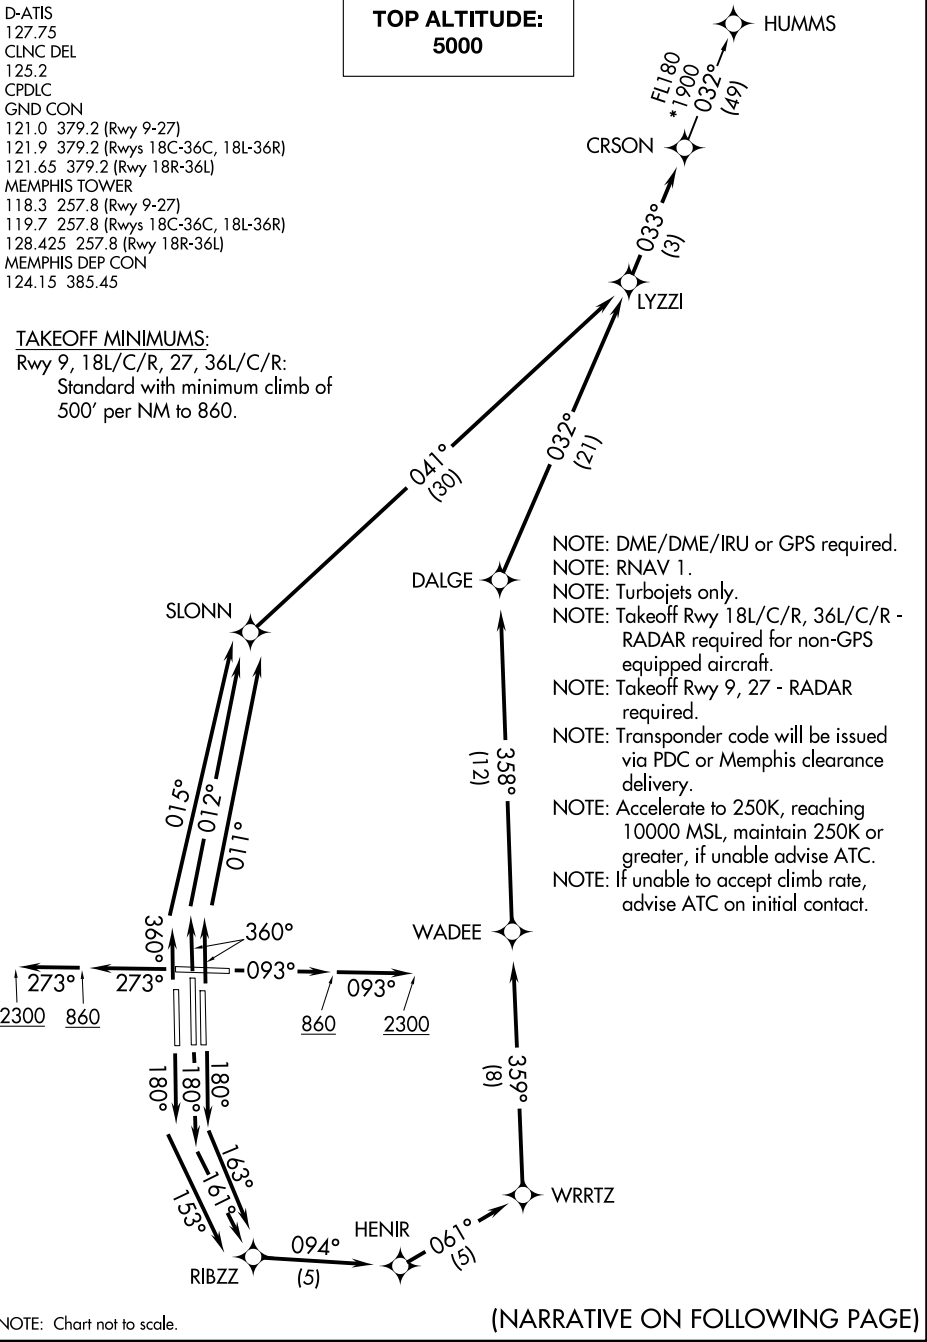 D-ATIS
127.75
CLNC DEL
125.2
CPDLC
GND CON
121.0 379.2 (Rwy 9-27)
121.9 379.2 (Rwys 18C-36C, 18L-36R)
121.65 379.2 (Rwy 18R-36L)
MEMPHIS TOWER
118.3 257.8 (Rwy 9-27)
119.7 257.8 (Rwys 18C-36C, 18L-36R)
128.425 257.8 (Rwy 18R-36L)
MEMPHIS DEP CON
124.15 385.45
TOP ALTITUDE:
5000
HUMMS
FL180
*1900
032°
(49)
CRSON
033°
(3)
LYZZI
TAKEOFF MINIMUMS:
Rwy 9, 18L/C/R, 27, 36L/C/R:
Standard with minimum climb of
500' per NM to 860.
041°
(30)
032°
(21)
DALGE
SLONN
NOTE: DME/DME/IRU or GPS required.
NOTE: RNAV 1.
NOTE: Turbojets only.
NOTE: Takeoff Rwy 18L/C/R, 36L/C/R -
RADAR required for non-GPS
equipped aircraft.
NOTE: Takeoff Rwy 9, 27 - RADAR
required.
NOTE: Transponder code will be issued
via PDC or Memphis clearance
delivery.
NOTE: Accelerate to 250K, reaching
10000 MSL, maintain 250K or
greater, if unable advise ATC.
NOTE: If unable to accept climb rate,
advise ATC on initial contact.
358°
(12)
015°
012°
011°
WADEE
360°
360°
273°
273°
093°
093°
2300
860
860
2300
359°
(8)
180°
180°
180°
153°
161°
163°
WRRTZ
HENIR
061°
(5)
094°
(5)
RIBZZ
NOTE: Chart not to scale.
(NARRATIVE ON FOLLOWING PAGE)